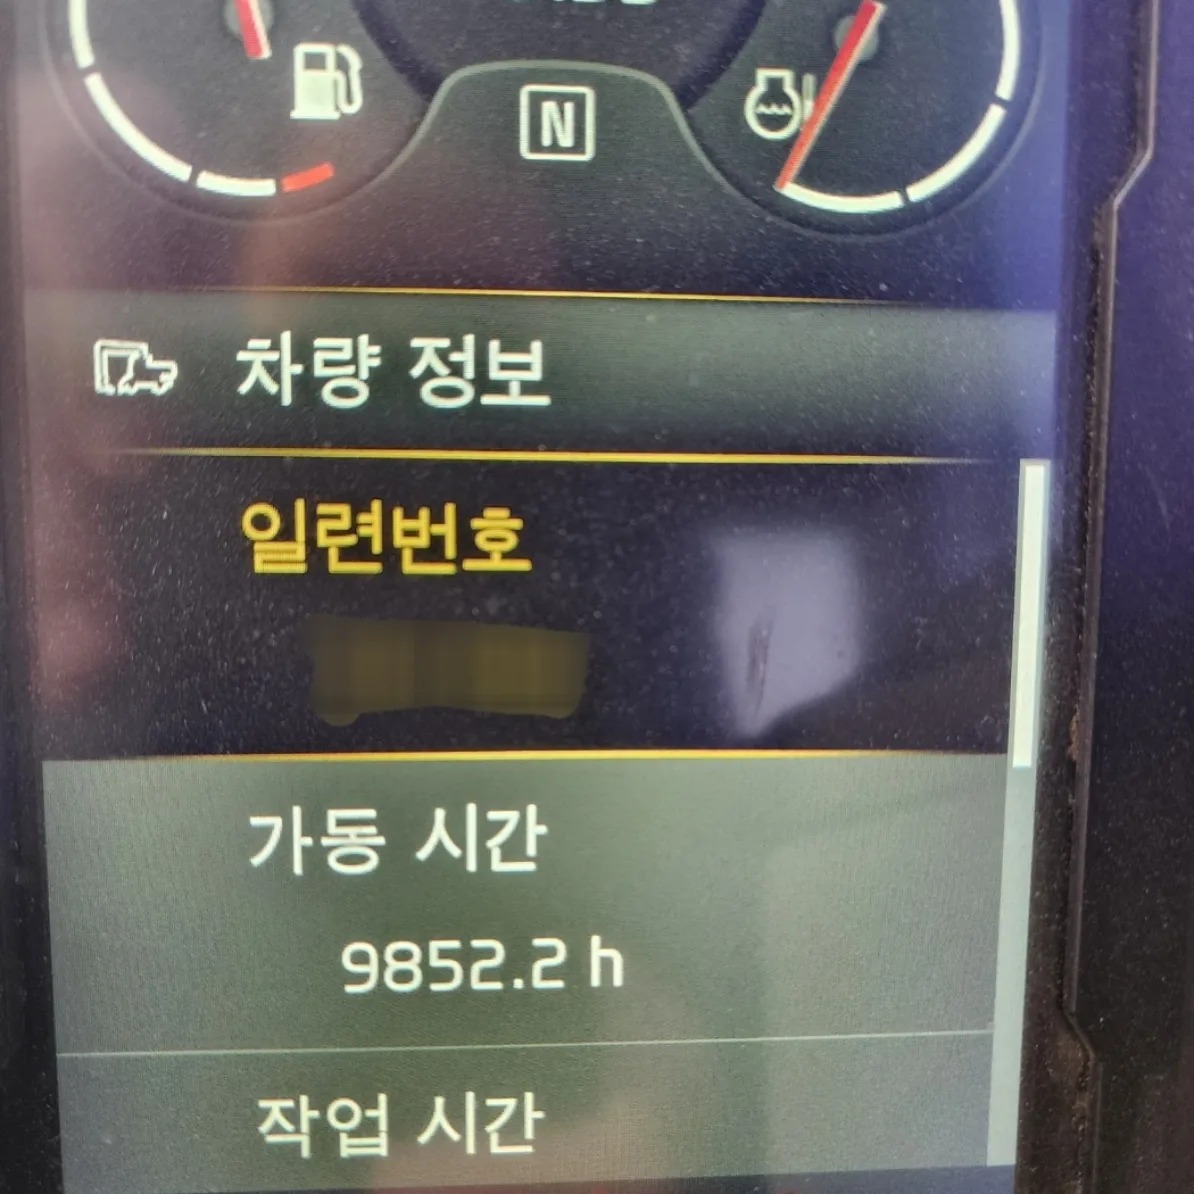 N
차량 정보
일련번호
가동 시간
9852.2 h
작업 시간